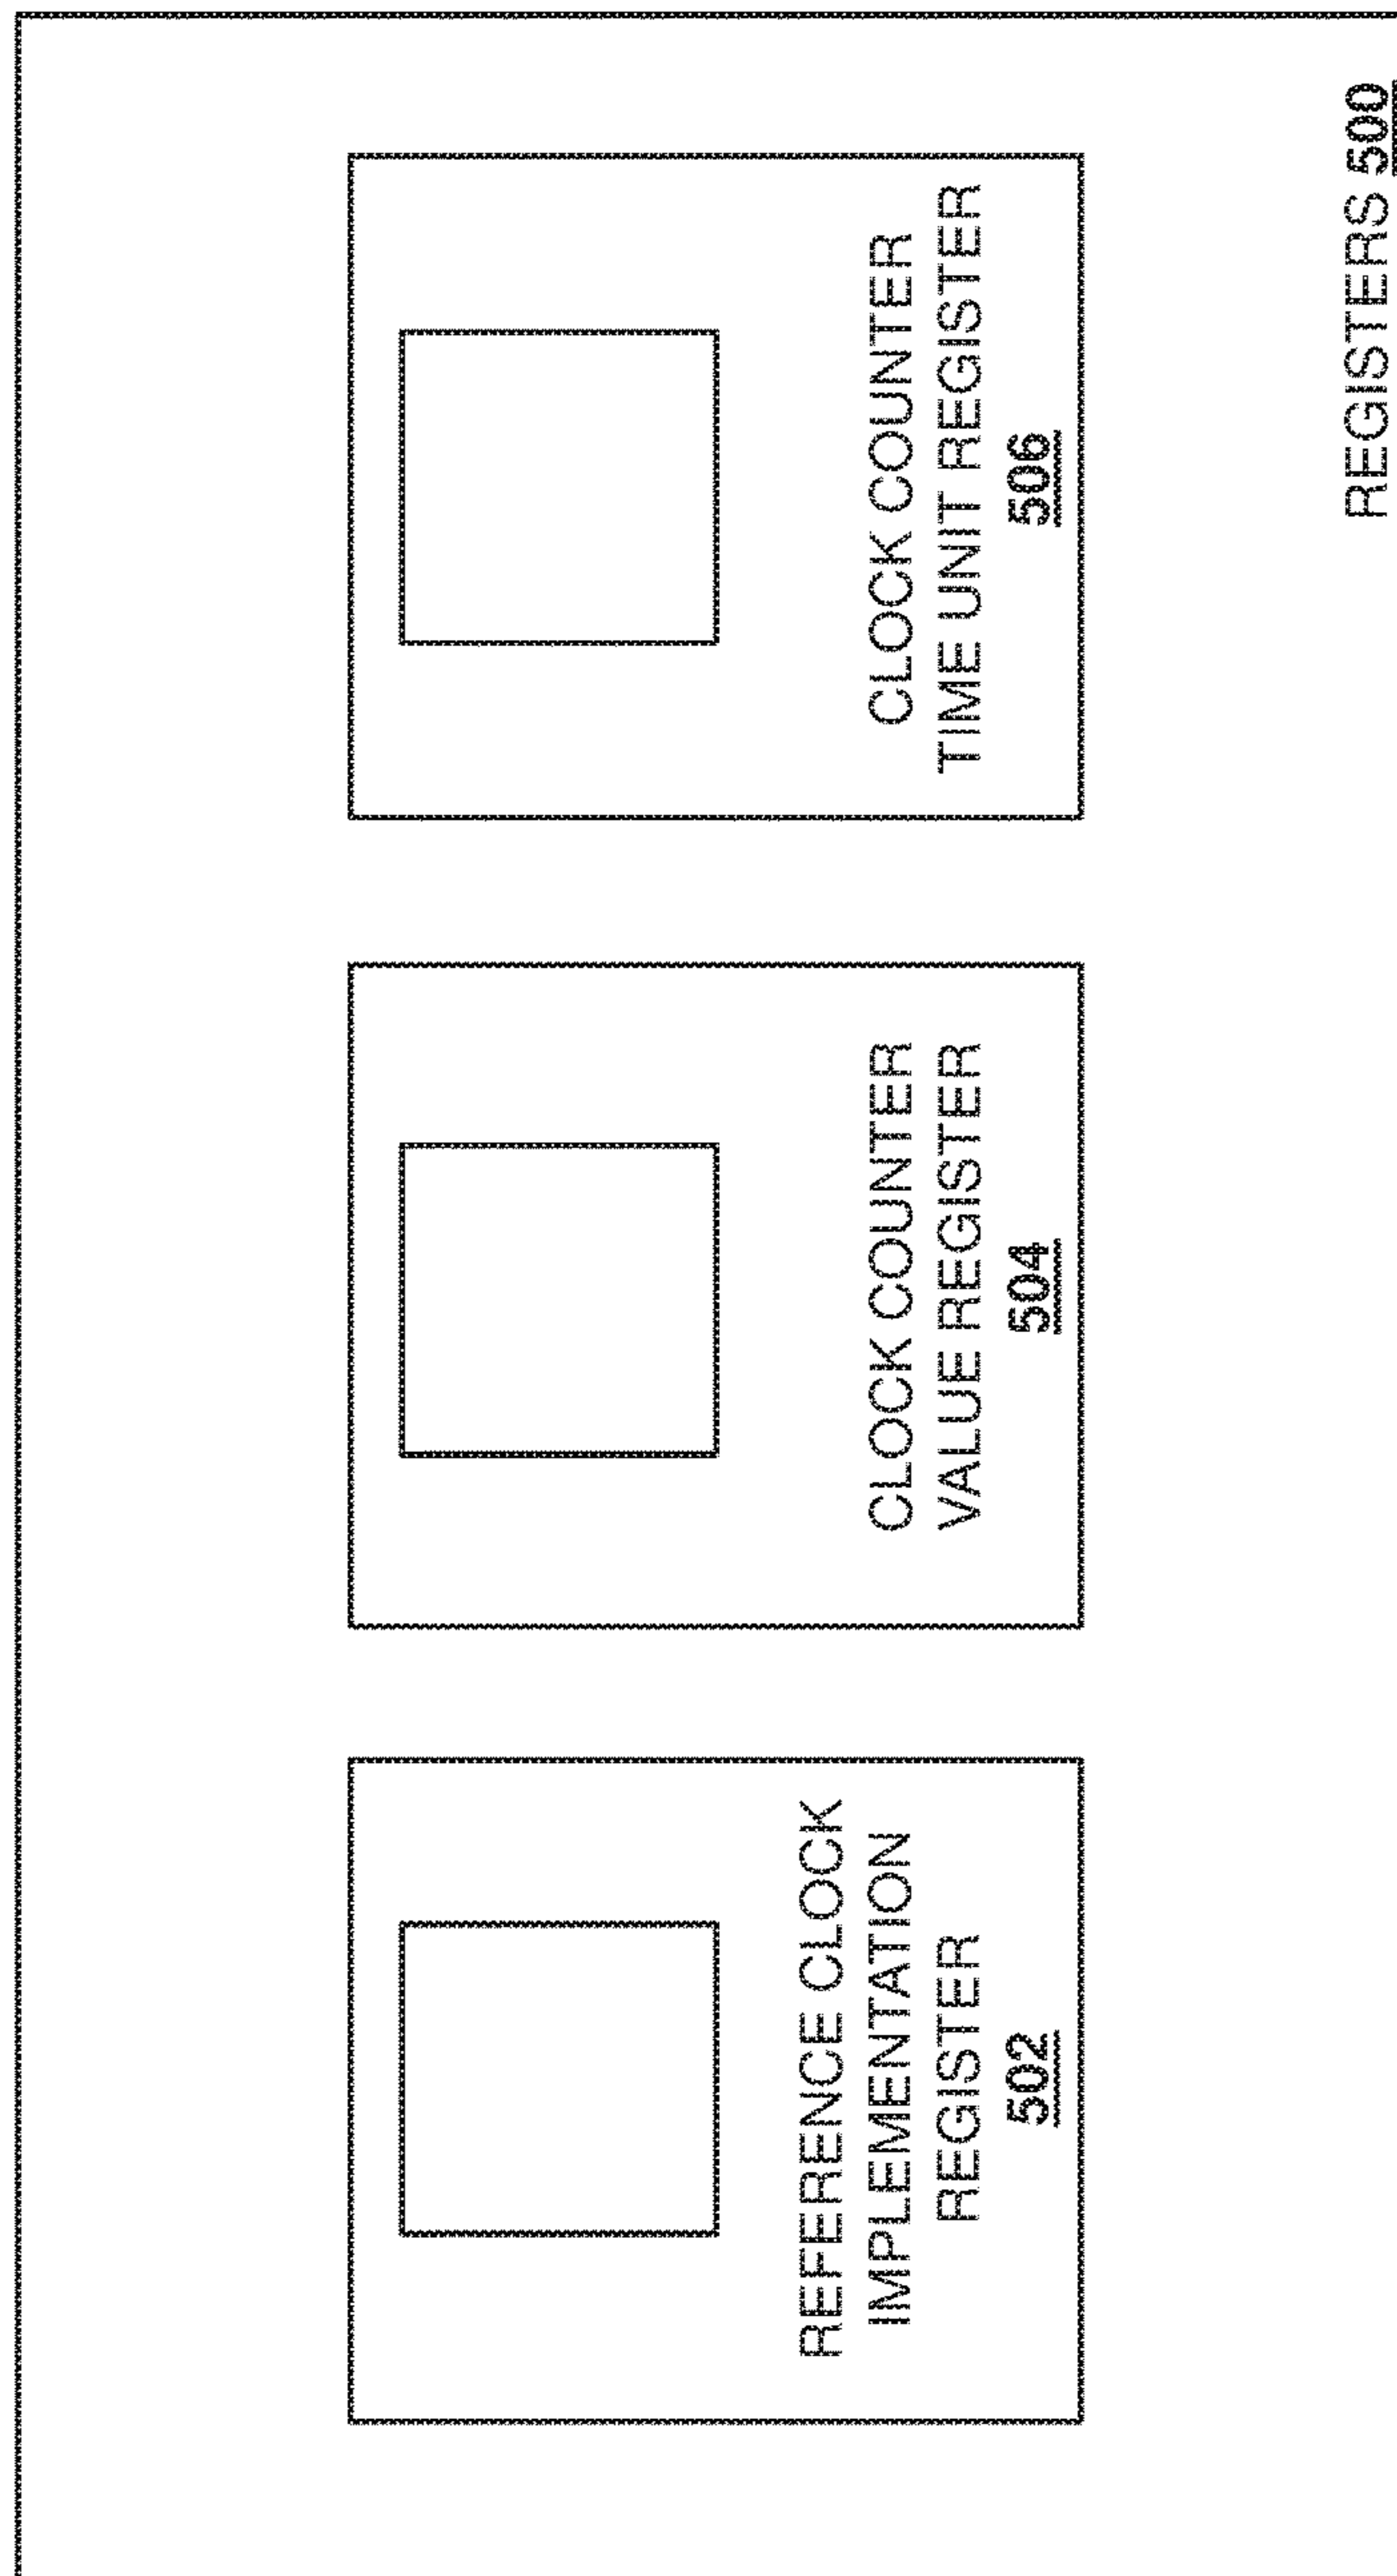 REFERENCE CLOCK
IMPLEMENTATION
REGISTER
502
CLOCK COUNTER
VALUE REGISTER
504
CLOCK COUNTER
TIME UNIT REGISTER
506
REGISTERS 500